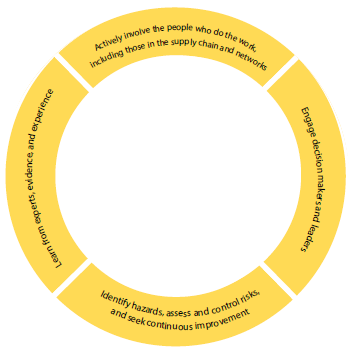 Actively involve the people who do the work,
including those in the supply chain and networks
Engage decision makers and leaders
Identify hazards, assess and control risks,
and seek continuous improvement
Learn from experts, evidence, and experience